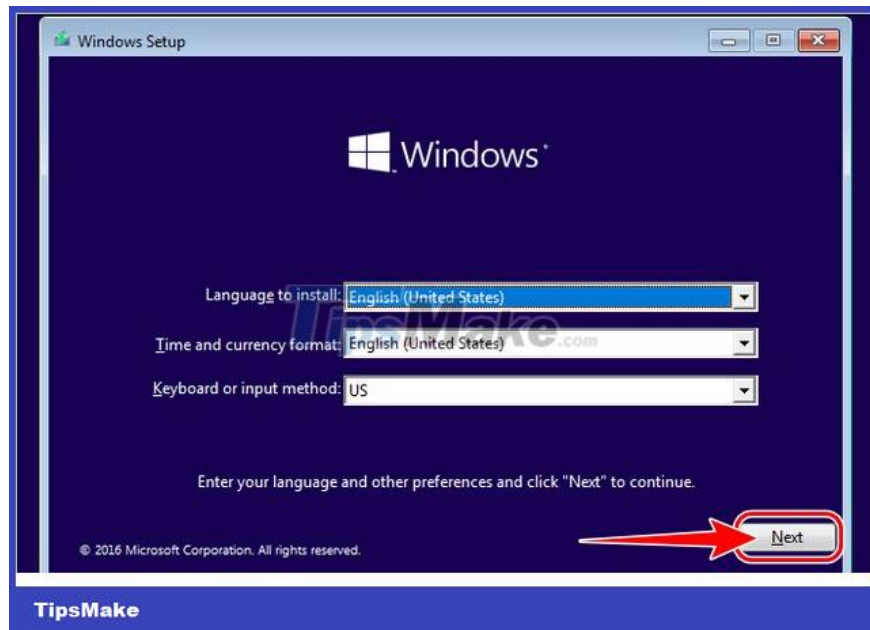 Windows Setup
Windows
Language to install: English (United States)
TipsMake.com
Time and currency format: English (United States)
Keyboard or input method: US
Enter your language and other preferences and click "Next" to continue.
Next
© 2016 Microsoft Corporation. All rights reserved.
TipsMake